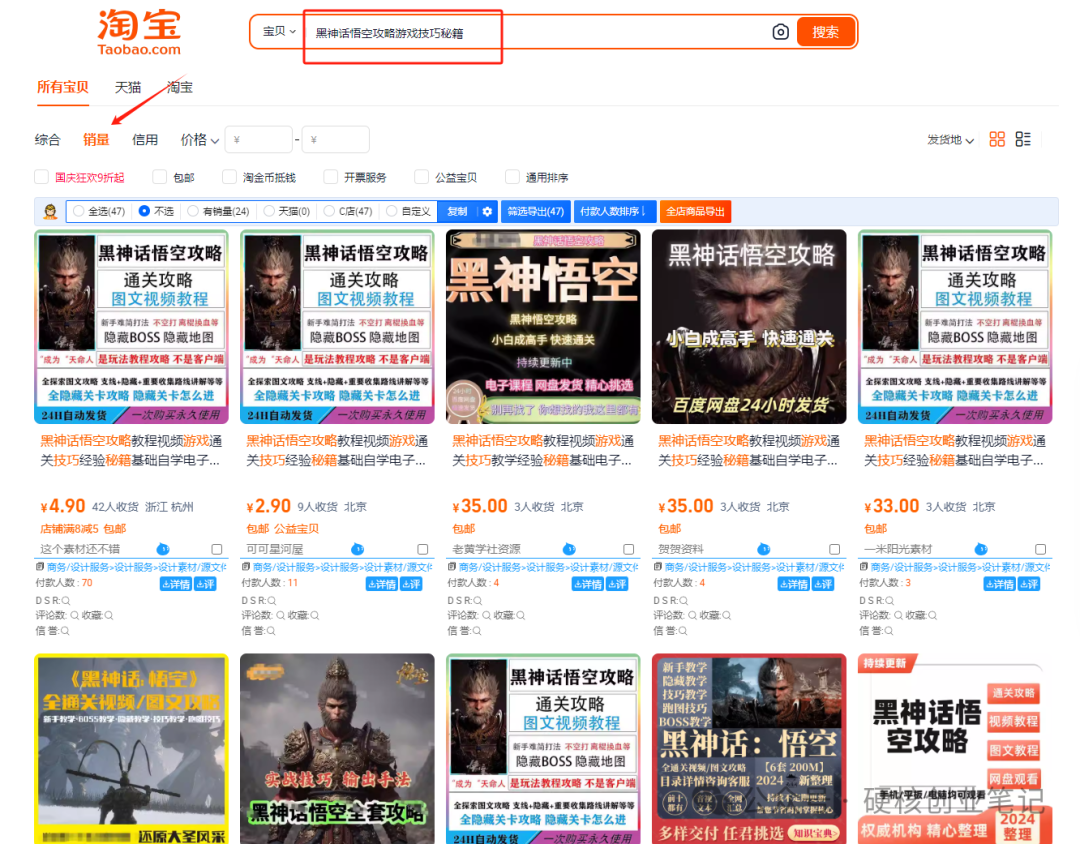 淘宝
Taobao.com
宝贝
黑神话悟空攻略游戏技巧秘籍
搜索
所有宝贝 天猫 淘宝
综合 销量 信用 价格 ¥ - ¥ 发货地
国庆狂欢9折起 包邮 淘金币抵钱 开票服务 公益宝贝 通用排序
全选(47) 不选 有销量(24) 天猫(0) C店(47) 自定义 复制 筛选导出(47) 付款人数排序↓ 全店商品导出
黑神话悟空攻略
通关攻略
图文视频教程
新手难简打法 不空打 离棍操血等
隐藏BOSS 隐藏地图
"成为"天命人 是玩法教程攻略 不是客户端
全探索图文攻略 支线+隐藏+重要收集路线讲解等等
全隐藏关卡攻略 隐藏关卡怎么进
24H自动发货 一次购买永久使用
黑神话悟空攻略
通关攻略
图文视频教程
新手难简打法 不空打 离棍操血等
隐藏BOSS 隐藏地图
"成为"天命人 是玩法教程攻略 不是客户端
全探索图文攻略 支线+隐藏+重要收集路线讲解等等
全隐藏关卡攻略 隐藏关卡怎么进
24H自动发货 一次购买永久使用
黑神话悟空攻略
黑神悟空
黑神悟空攻略
小白成高手 快速通关
持续更新中
电子课程 网盘发货 精心挑选
别再找了 你想找的我这里都有
黑神话悟空攻略
小白成高手 快速通关
百度网盘24小时发货
黑神话悟空攻略
通关攻略
图文视频教程
新手难简打法 不空打 离棍操血等
隐藏BOSS 隐藏地图
"成为"天命人 是玩法教程攻略 不是客户端
全探索图文攻略 支线+隐藏+重要收集路线讲解等等
全隐藏关卡攻略 隐藏关卡怎么进
24H自动发货 一次购买永久使用
黑神话悟空攻略教程视频游戏通
关技巧经验秘籍基础自学电子...
¥4.90 42人收货 浙江 杭州
店铺满8减5 包邮
这个素材还不错
商务/设计服务>设计服务>设计素材/源文件
付款人数：70 详情 评
DSR:
评论数: 收藏:
信 誉:
黑神话悟空攻略教程视频游戏通
关技巧经验秘籍基础自学电子...
¥2.90 9人收货 北京
包邮 公益宝贝
可可星河屋
商务/设计服务>设计服务>设计素材/源文件
付款人数：11 详情 评
DSR:
评论数: 收藏:
信 誉:
黑神话悟空攻略教程视频游戏通
关技巧教学经验秘籍基础电子...
¥35.00 3人收货 北京
包邮
老黄学社资源
商务/设计服务>设计服务>设计素材/源文件
付款人数：4 详情 评
DSR:
评论数: 收藏:
信 誉:
黑神话悟空攻略教程视频游戏通
关技巧经验秘籍基础自学电子...
¥35.00 3人收货 北京
包邮
贺贺资料
商务/设计服务>设计服务>设计素材/源文件
付款人数：4 详情 评
DSR:
评论数: 收藏:
信 誉:
黑神话悟空攻略教程视频游戏通
关技巧经验秘籍基础自学电子...
¥33.00 3人收货 北京
包邮
一米阳光素材
商务/设计服务>设计服务>设计素材/源文件
付款人数：3 详情 评
DSR:
评论数: 收藏:
信 誉:
《黑神话:悟空》
全通关视频/图文攻略
新手教学·BOSS教学·隐藏教学·技巧教学·跑图技巧
还原大圣风采
实战技巧 输出手法
黑神话悟空全套攻略
黑神话悟空攻略
通关攻略
图文视频教程
新手难简打法 不空打 离棍操血等
隐藏BOSS 隐藏地图
"成为"天命人 是玩法教程攻略 不是客户端
全探索图文攻略 支线+隐藏+重要收集路线讲解等等
全隐藏关卡攻略 隐藏关卡怎么进
24H自动发货 一次购买永久使用
新手教学
隐藏教学
技巧教学
跑图技巧
BOSS教学
黑神话：悟空
全通关视频/图文攻略 【6套 200M】
目录详情咨询客服 2024 新整理
多样交付 任君挑选 知识宝典
持续更新
黑神话悟
空攻略
通关攻略
视频教程
图文教程
网盘观看
手机/平板/电脑均可观看
权威机构 精心整理
2024
整理
硬核创业笔记